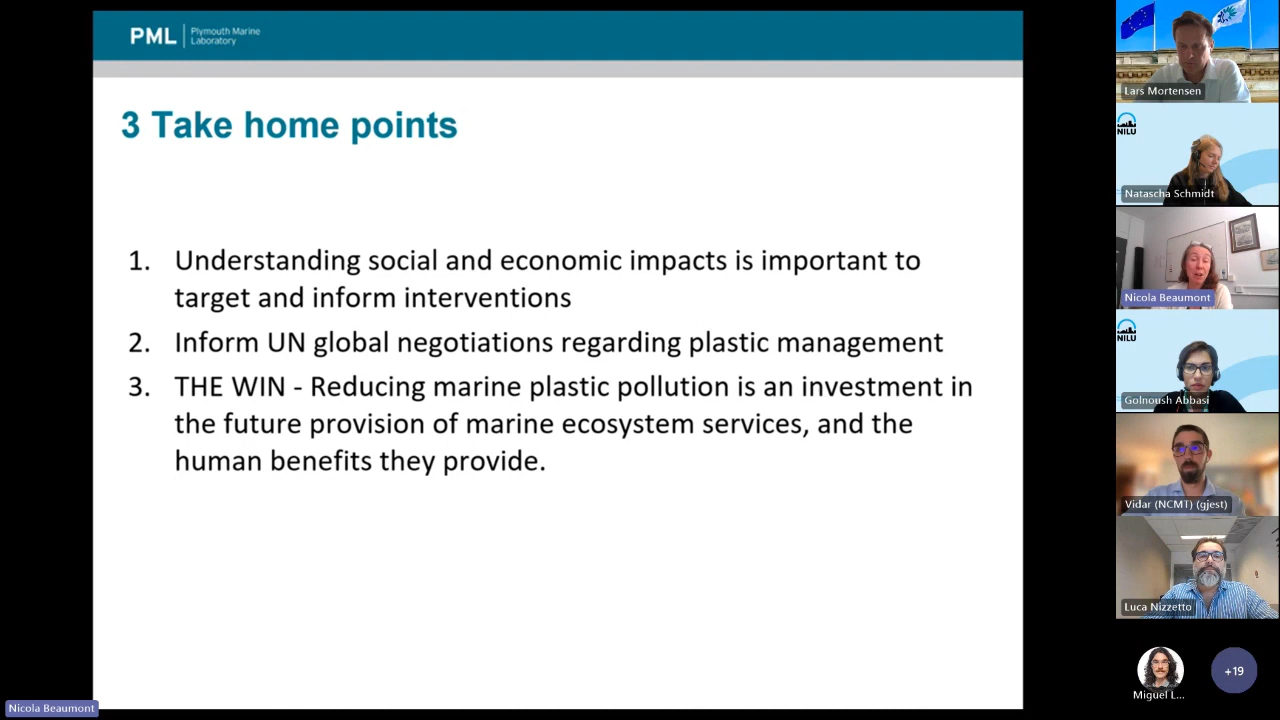 PML | Plymouth Marine
Laboratory
3 Take home points
1. Understanding social and economic impacts is important to
target and inform interventions
2. Inform UN global negotiations regarding plastic management
3. THE WIN - Reducing marine plastic pollution is an investment in
the future provision of marine ecosystem services, and the
human benefits they provide.
Nicola Beaumont
Lars Mortensen
NILU
Natascha Schmidt
Nicola Beaumont
NILU
Golnoush Abbasi
Vidar (NCMT) (gjest)
Luca Nizzetto
Miguel L...
+19